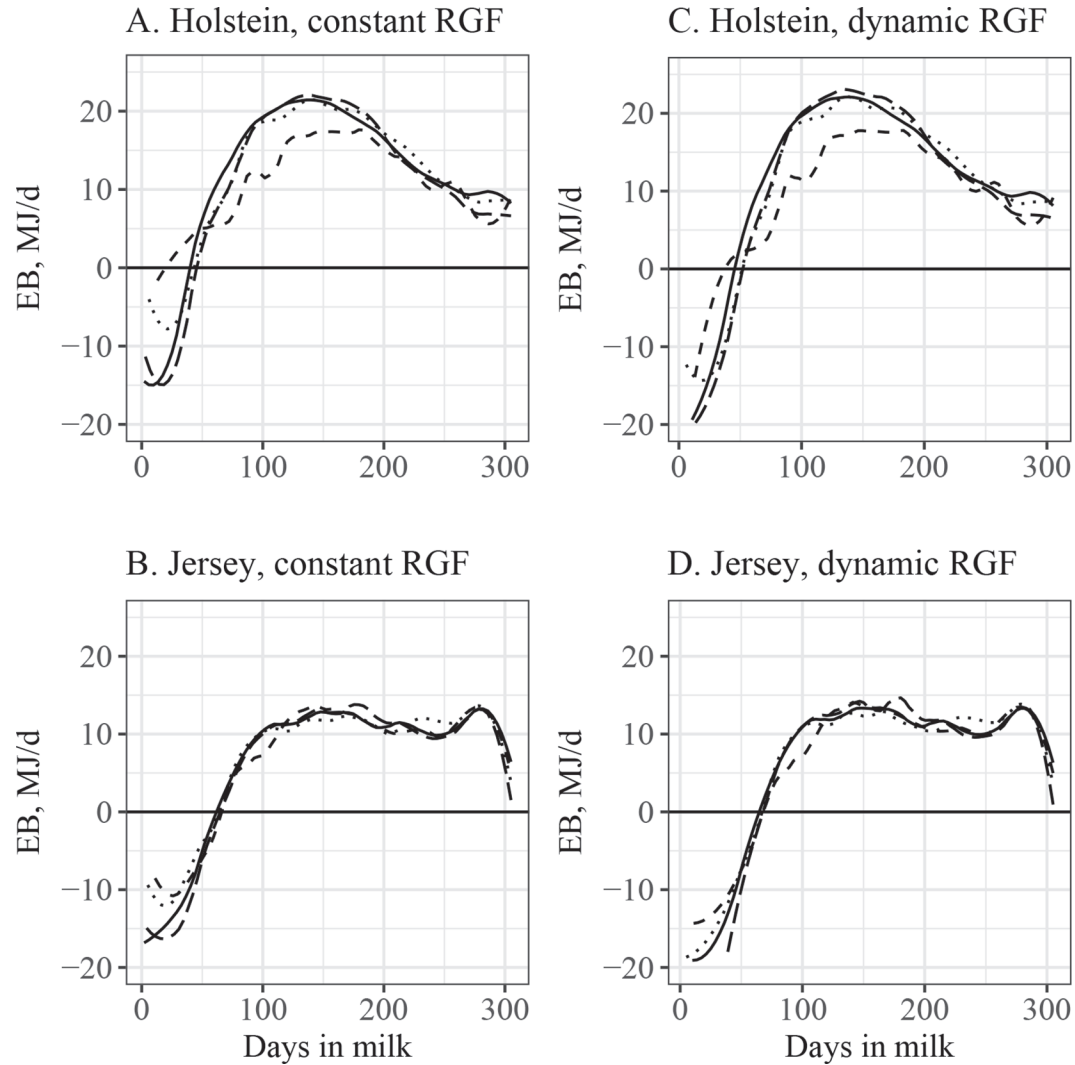 A. Holstein, constant RGF
EB, MJ/d
20
10
0
−10
−20
0 100 200 300
C. Holstein, dynamic RGF
EB, MJ/d
20
10
0
−10
−20
0 100 200 300
B. Jersey, constant RGF
EB, MJ/d
20
10
0
−10
−20
0 100 200 300
Days in milk
D. Jersey, dynamic RGF
EB, MJ/d
20
10
0
−10
−20
0 100 200 300
Days in milk